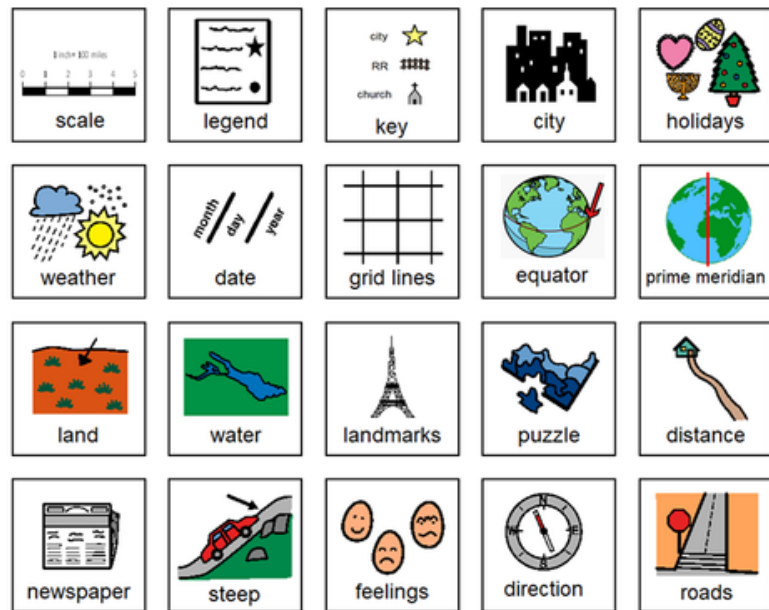 1 inch= 100 miles
0 1 2 3 4 5
scale
legend
city
RR
church
key
city
holidays
weather
month
day
year
date
grid lines
equator
prime meridian
land
water
landmarks
puzzle
distance
newspaper
steep
feelings
N
E
direction
roads